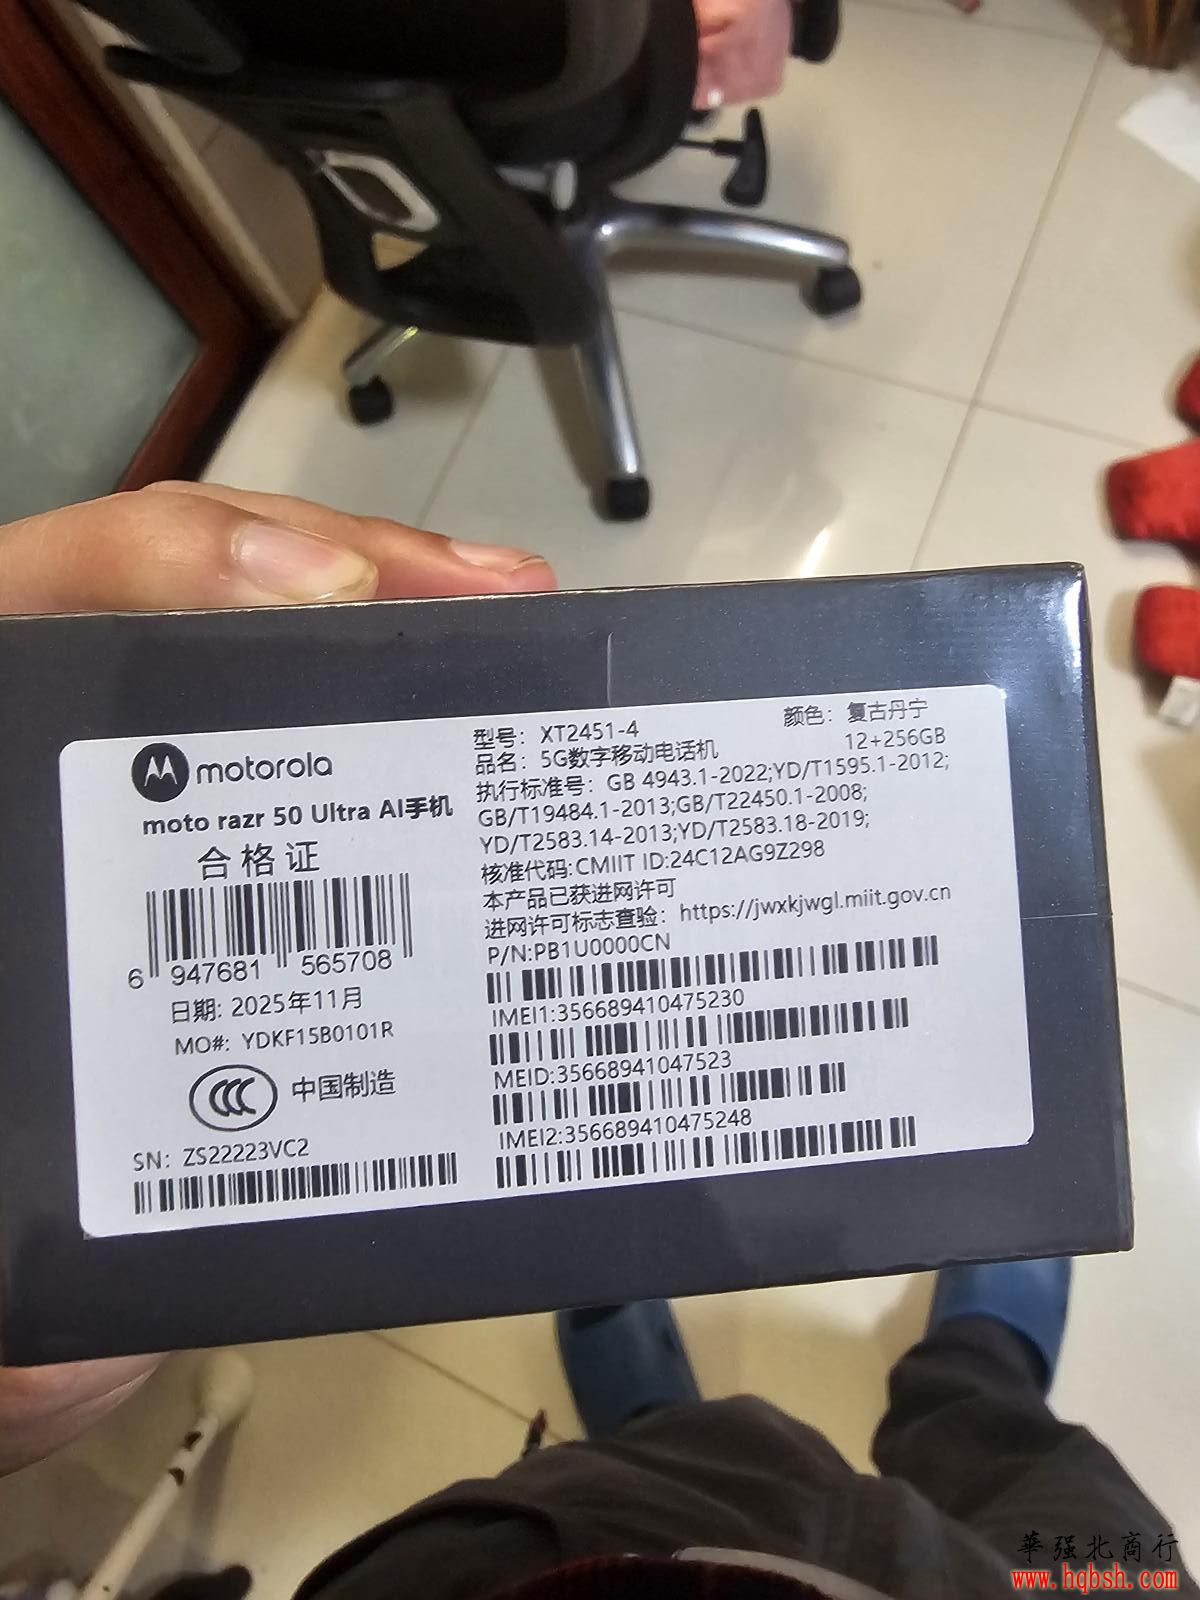 motorola
moto razr 50 Ultra AI手机
合格证
6 947681 565708
日期: 2025年11月
MO#: YDKF15B0101R
中国制造
SN: ZS22223VC2
型号: XT2451-4
颜色: 复古丹宁
品名: 5G数字移动电话机
12+256GB
执行标准号: GB 4943.1-2022;YD/T1595.1-2012;
GB/T19484.1-2013;GB/T22450.1-2008;
YD/T2583.14-2013;YD/T2583.18-2019;
核准代码:CMIIT ID:24C12AG9Z298
本产品已获进网许可
进网许可标志查验: https://jwxkjwgl.miit.gov.cn
P/N:PB1U0000CN
IMEI1:356689410475230
MEID:35668941047523
IMEI2:356689410475248
華强北商行
www.hqbsh.com